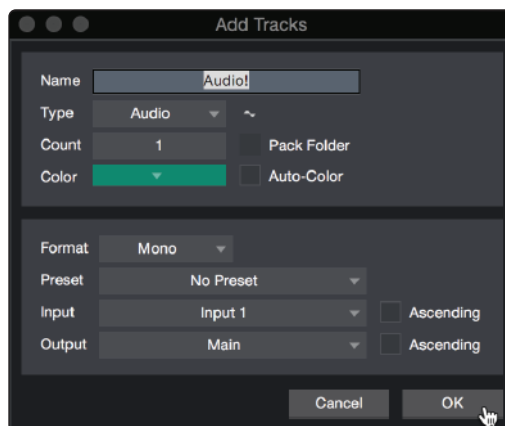 Add Tracks
Name Audio!
Type Audio ~
Count 1 Pack Folder
Color Auto-Color
Format Mono
Preset No Preset
Input Input 1 Ascending
Output Main Ascending
Cancel OK